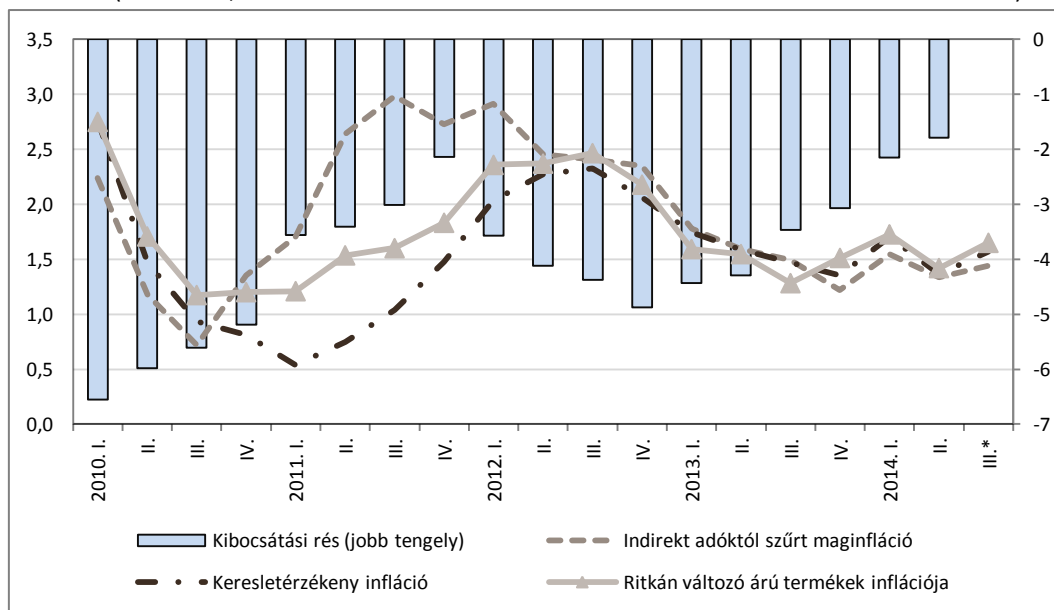 3,5
3,0
2,5
2,0
1,5
1,0
0,5
0,0
0
-1
-2
-3
-4
-5
-6
-7
2010. I.
II.
III.
IV.
2011. I.
II.
III.
IV.
2012. I.
II.
III.
IV.
2013. I.
II.
III.
IV.
2014. I.
II.
III.*
Kibocsátási rés (jobb tengely)
Indirekt adóktól szűrt maginfláció
Keresletérzékeny infláció
Ritkán változó árú termékek inflációja